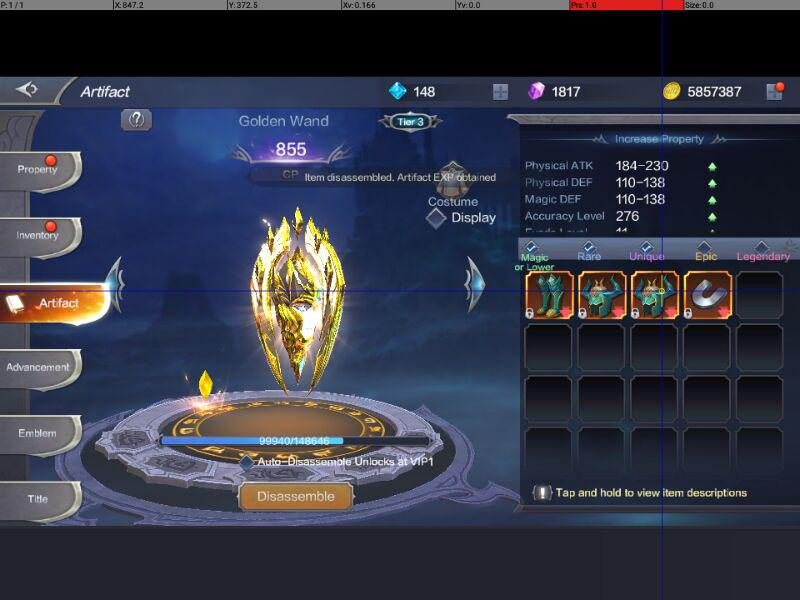 P: 1 / 1
X: 847.2
Y: 372.5
Xv: 0.166
Yv: 0.0
Prs: 1.0
Size: 0.0
Artifact
148
1817
5857387
Golden Wand
Tier 3
855
CP
Item disassembled, Artifact EXP obtained
Costume
Display
Increase Property
Physical ATK 184-230
Physical DEF 110-138
Magic DEF 110-138
Accuracy Level 276
Property
Inventory
Artifact
Advancement
Emblem
Title
Magic or Lower
Rare
Unique
Epic
Legendary
99940/148646
Auto-Disassemble Unlocks at VIP1
Disassemble
Tap and hold to view item descriptions